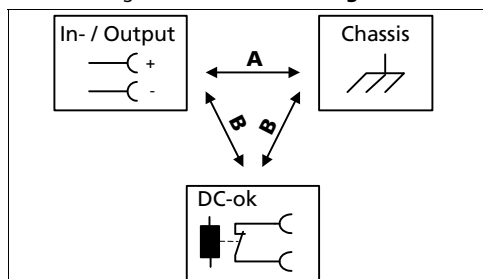 In- / Output
+
-
Chassis
A
B
B
DC-ok